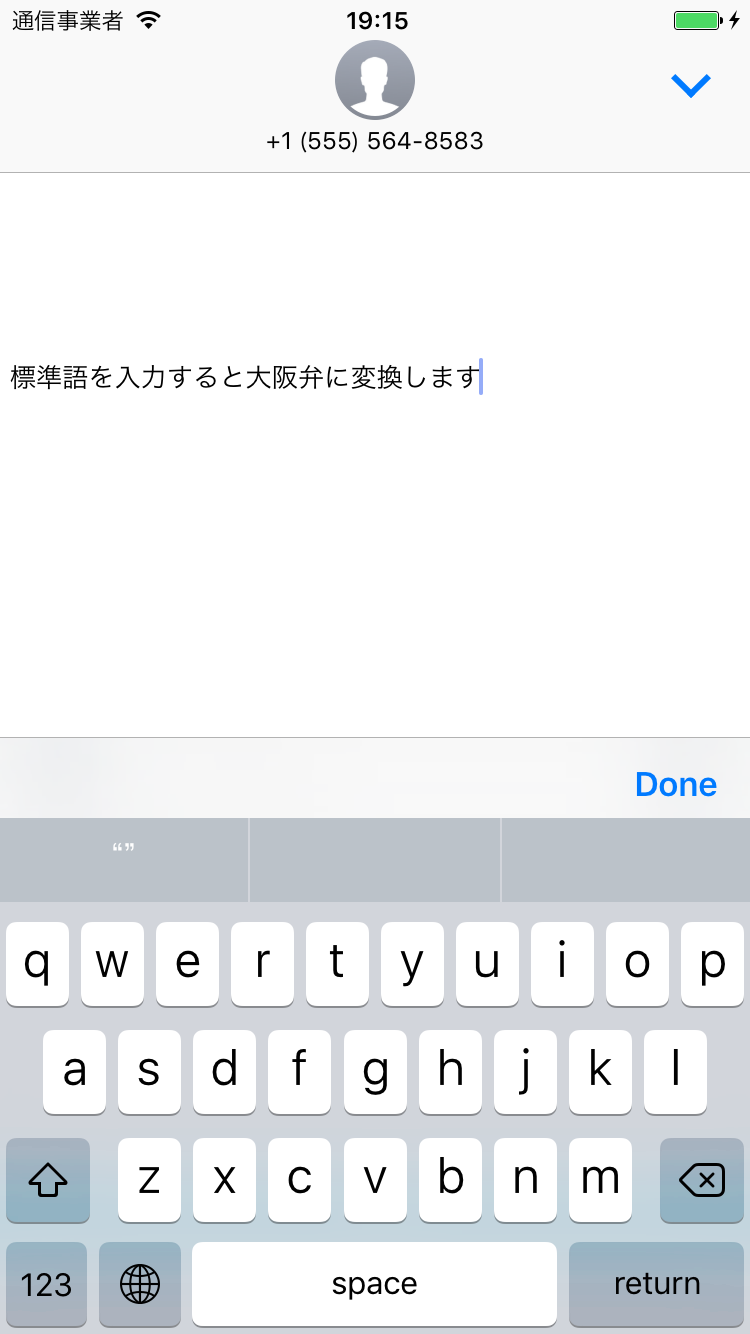 通信事業者 19:15
+1 (555) 564-8583
標準語を入力すると大阪弁に変換します
Done
“”
q w e r t y u i o p
a s d f g h j k l
z x c v b n m
123 space return